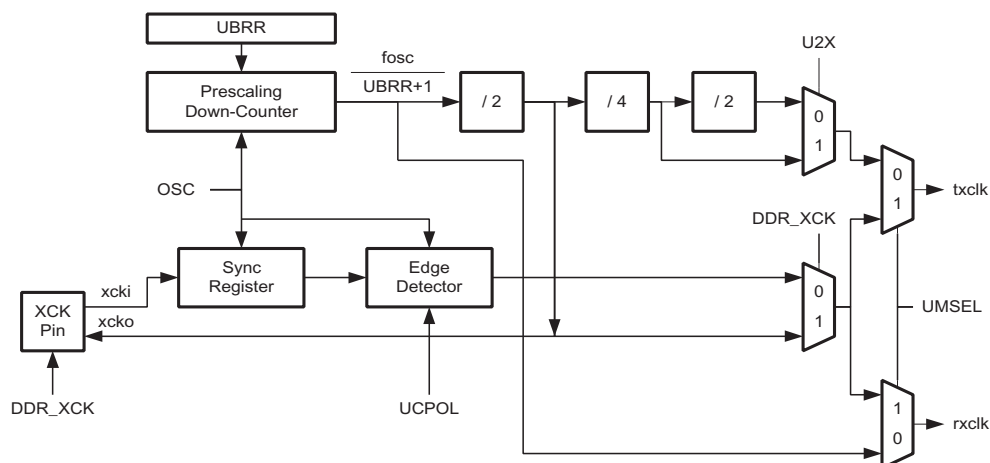 UBRR
U2X
fosc
UBRR+1
Prescaling
Down-Counter
/ 2
/ 4
/ 2
0
1
OSC
0
1
txclk
DDR_XCK
xcki
Sync
Register
Edge
Detector
0
1
UMSEL
XCK
Pin
xcko
DDR_XCK
UCPOL
1
0
rxclk